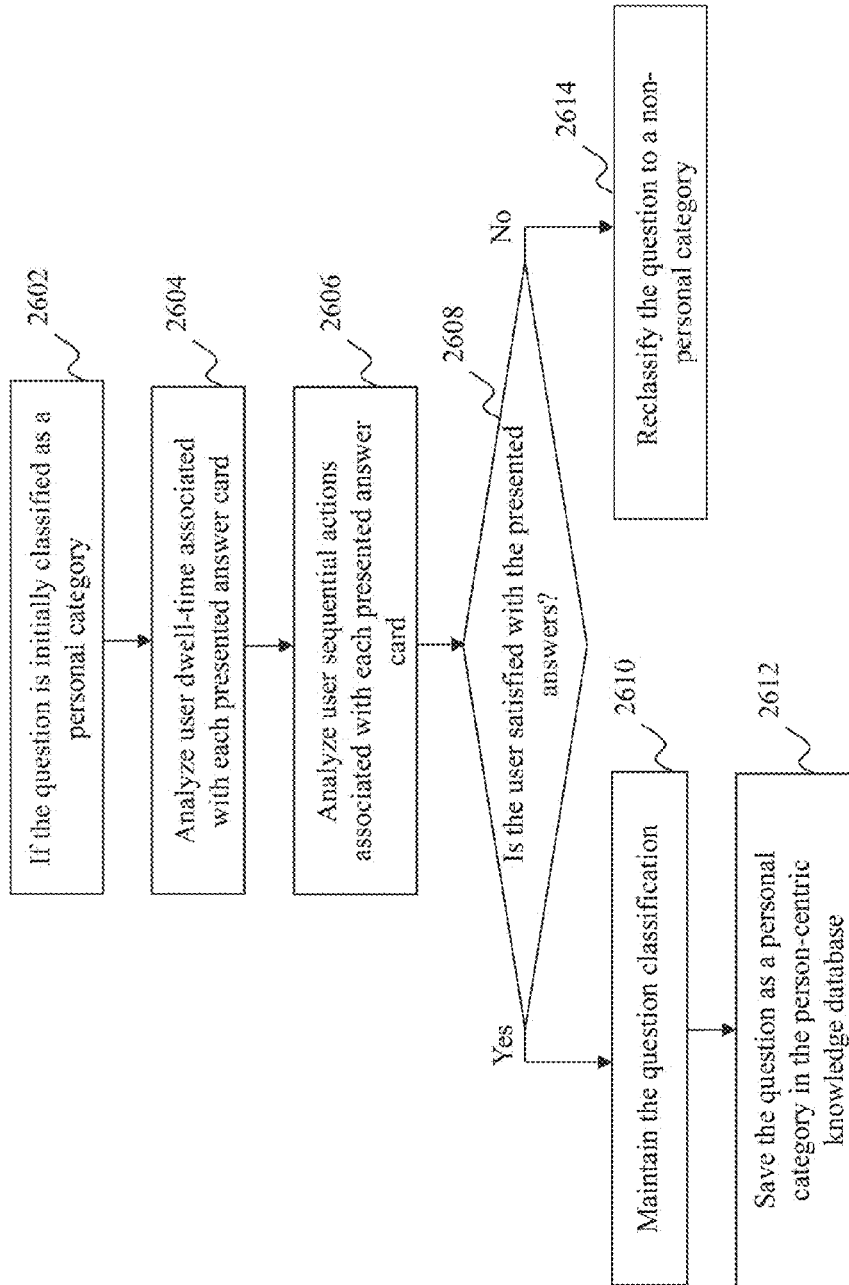 If the question is initially classified as a
personal category
2602
Analyze user dwell-time associated
with each presented answer card
2604
Analyze user sequential actions
associated with each presented answer
card
2606
Is the user satisfied with the presented
answers?
2608
Yes
No
Maintain the question classification
2610
Save the question as a personal
category in the person-centric
knowledge database
2612
Reclassify the question to a non-
personal category
2614